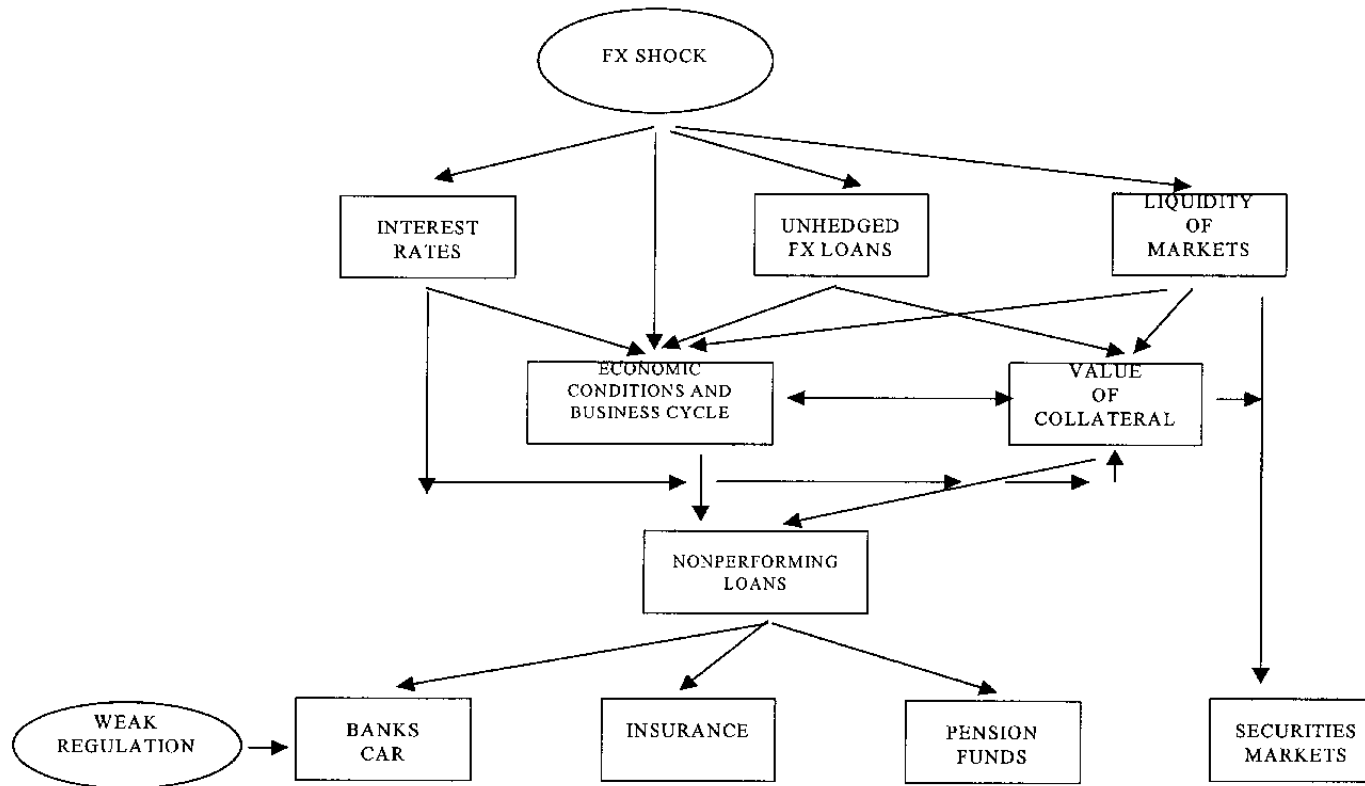 FX SHOCK
INTEREST
RATES
UNHEDGED
FX LOANS
LIQUIDITY
OF
MARKETS
ECONOMIC
CONDITIONS AND
BUSINESS CYCLE
VALUE
OF
COLLATERAL
NONPERFORMING
LOANS
WEAK
REGULATION
BANKS
CAR
INSURANCE
PENSION
FUNDS
SECURITIES
MARKETS